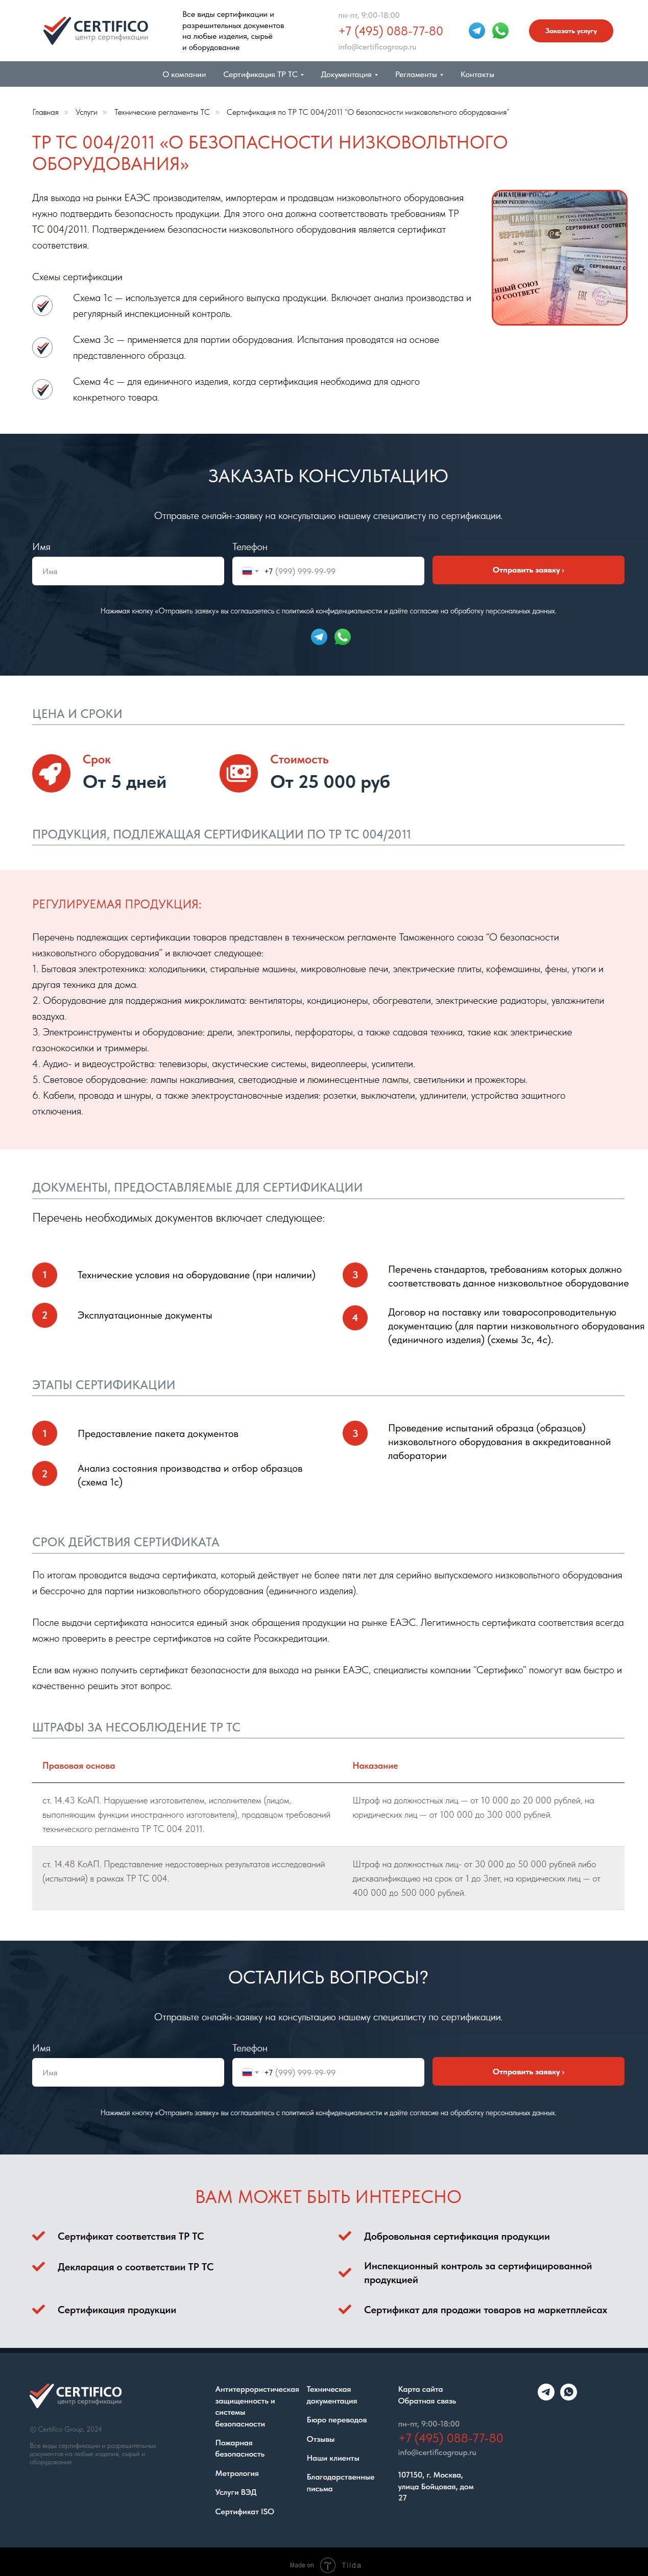 CERTIFICO
центр сертификации
Все виды сертификации и
разрешительных документов
на любые изделия, сырьё
и оборудование
пн-пт, 9:00-18:00
+7 (495) 088-77-80
info@certificogroup.ru
Заказать услугу
О компании
Сертификация ТР ТС
Документация
Регламенты
Контакты
Главная » Услуги » Технические регламенты ТС » Сертификация по ТР ТС 004/2011 "О безопасности низковольтного оборудования"
ТР ТС 004/2011 «О БЕЗОПАСНОСТИ НИЗКОВОЛЬТНОГО
ОБОРУДОВАНИЯ»
Для выхода на рынки ЕАЭС производителям, импортерам и продавцам низковольтного оборудования
нужно подтвердить безопасность продукции. Для этого она должна соответствовать требованиям ТР
ТС 004/2011. Подтверждением безопасности низковольтного оборудования является сертификат
соответствия.
Схемы сертификации
Схема 1с — используется для серийного выпуска продукции. Включает анализ производства и
регулярный инспекционный контроль.
Схема 3с — применяется для партии оборудования. Испытания проводятся на основе
представленного образца.
Схема 4с — для единичного изделия, когда сертификация необходима для одного
конкретного товара.
ЗАКАЗАТЬ КОНСУЛЬТАЦИЮ
Отправьте онлайн-заявку на консультацию нашему специалисту по сертификации.
Имя
Телефон
Имя
+7 (999) 999-99-99
Отправить заявку ›
Нажимая кнопку «Отправить заявку» вы соглашаетесь с политикой конфиденциальности и даёте согласие на обработку персональных данных.
ЦЕНА И СРОКИ
Срок
От 5 дней
Стоимость
От 25 000 руб
ПРОДУКЦИЯ, ПОДЛЕЖАЩАЯ СЕРТИФИКАЦИИ ПО ТР ТС 004/2011
РЕГУЛИРУЕМАЯ ПРОДУКЦИЯ:
Перечень подлежащих сертификации товаров представлен в техническом регламенте Таможенного союза "О безопасности
низковольтного оборудования" и включает следующее:
1. Бытовая электротехника: холодильники, стиральные машины, микроволновые печи, электрические плиты, кофемашины, фены, утюги и
другая техника для дома.
2. Оборудование для поддержания микроклимата: вентиляторы, кондиционеры, обогреватели, электрические радиаторы, увлажнители
воздуха.
3. Электроинструменты и оборудование: дрели, электропилы, перфораторы, а также садовая техника, такие как электрические
газонокосилки и триммеры.
4. Аудио- и видеоустройства: телевизоры, акустические системы, видеоплееры, усилители.
5. Световое оборудование: лампы накаливания, светодиодные и люминесцентные лампы, светильники и прожекторы.
6. Кабели, провода и шнуры, а также электроустановочные изделия: розетки, выключатели, удлинители, устройства защитного
отключения.
ДОКУМЕНТЫ, ПРЕДОСТАВЛЯЕМЫЕ ДЛЯ СЕРТИФИКАЦИИ
Перечень необходимых документов включает следующее:
1 Технические условия на оборудование (при наличии)
2 Эксплуатационные документы
3 Перечень стандартов, требованиям которых должно
соответствовать данное низковольтное оборудование
4 Договор на поставку или товаросопроводительную
документацию (для партии низковольтного оборудования
(единичного изделия) (схемы 3с, 4с).
ЭТАПЫ СЕРТИФИКАЦИИ
1 Предоставление пакета документов
2 Анализ состояния производства и отбор образцов
(схема 1с)
3 Проведение испытаний образца (образцов)
низковольтного оборудования в аккредитованной
лаборатории
СРОК ДЕЙСТВИЯ СЕРТИФИКАТА
По итогам проводится выдача сертификата, который действует не более пяти лет для серийно выпускаемого низковольтного оборудования
и бессрочно для партии низковольтного оборудования (единичного изделия).
После выдачи сертификата наносится единый знак обращения продукции на рынке ЕАЭС. Легитимность сертификата соответствия всегда
можно проверить в реестре сертификатов на сайте Росаккредитации.
Если вам нужно получить сертификат безопасности для выхода на рынки ЕАЭС, специалисты компании "Сертифико" помогут вам быстро и
качественно решить этот вопрос.
ШТРАФЫ ЗА НЕСОБЛЮДЕНИЕ ТР ТС
Правовая основа
Наказание
ст. 14.43 КоАП. Нарушение изготовителем, исполнителем (лицом,
выполняющим функции иностранного изготовителя), продавцом требований
технического регламента ТР ТС 004 2011.
Штраф на должностных лиц — от 10 000 до 20 000 рублей, на
юридических лиц — от 100 000 до 300 000 рублей.
ст. 14.48 КоАП. Представление недостоверных результатов исследований
(испытаний) в рамках ТР ТС 004.
Штраф на должностных лиц- от 30 000 до 50 000 рублей либо
дисквалификацию на срок от 1 до 3лет, на юридических лиц — от
400 000 до 500 000 рублей.
ОСТАЛИСЬ ВОПРОСЫ?
Отправьте онлайн-заявку на консультацию нашему специалисту по сертификации.
Имя
Телефон
Имя
+7 (999) 999-99-99
Отправить заявку ›
Нажимая кнопку «Отправить заявку» вы соглашаетесь с политикой конфиденциальности и даёте согласие на обработку персональных данных.
ВАМ МОЖЕТ БЫТЬ ИНТЕРЕСНО
Сертификат соответствия ТР ТС
Декларация о соответствии ТР ТС
Сертификация продукции
Добровольная сертификация продукции
Инспекционный контроль за сертифицированной
продукцией
Сертификат для продажи товаров на маркетплейсах
CERTIFICO
центр сертификации
© Certifico Group, 2024
Все виды сертификации и разрешительных
документов на любые изделия, сырьё и
оборудование
Антитеррористическая
защищенность и
системы
безопасности
Пожарная
безопасность
Метрология
Услуги ВЭД
Сертификат ISO
Техническая
документация
Бюро переводов
Отзывы
Наши клиенты
Благодарственные
письма
Карта сайта
Обратная связь
пн-пт, 9:00-18:00
+7 (495) 088-77-80
info@certificogroup.ru
107150, г. Москва,
улица Бойцовая, дом
27
Made on Tilda